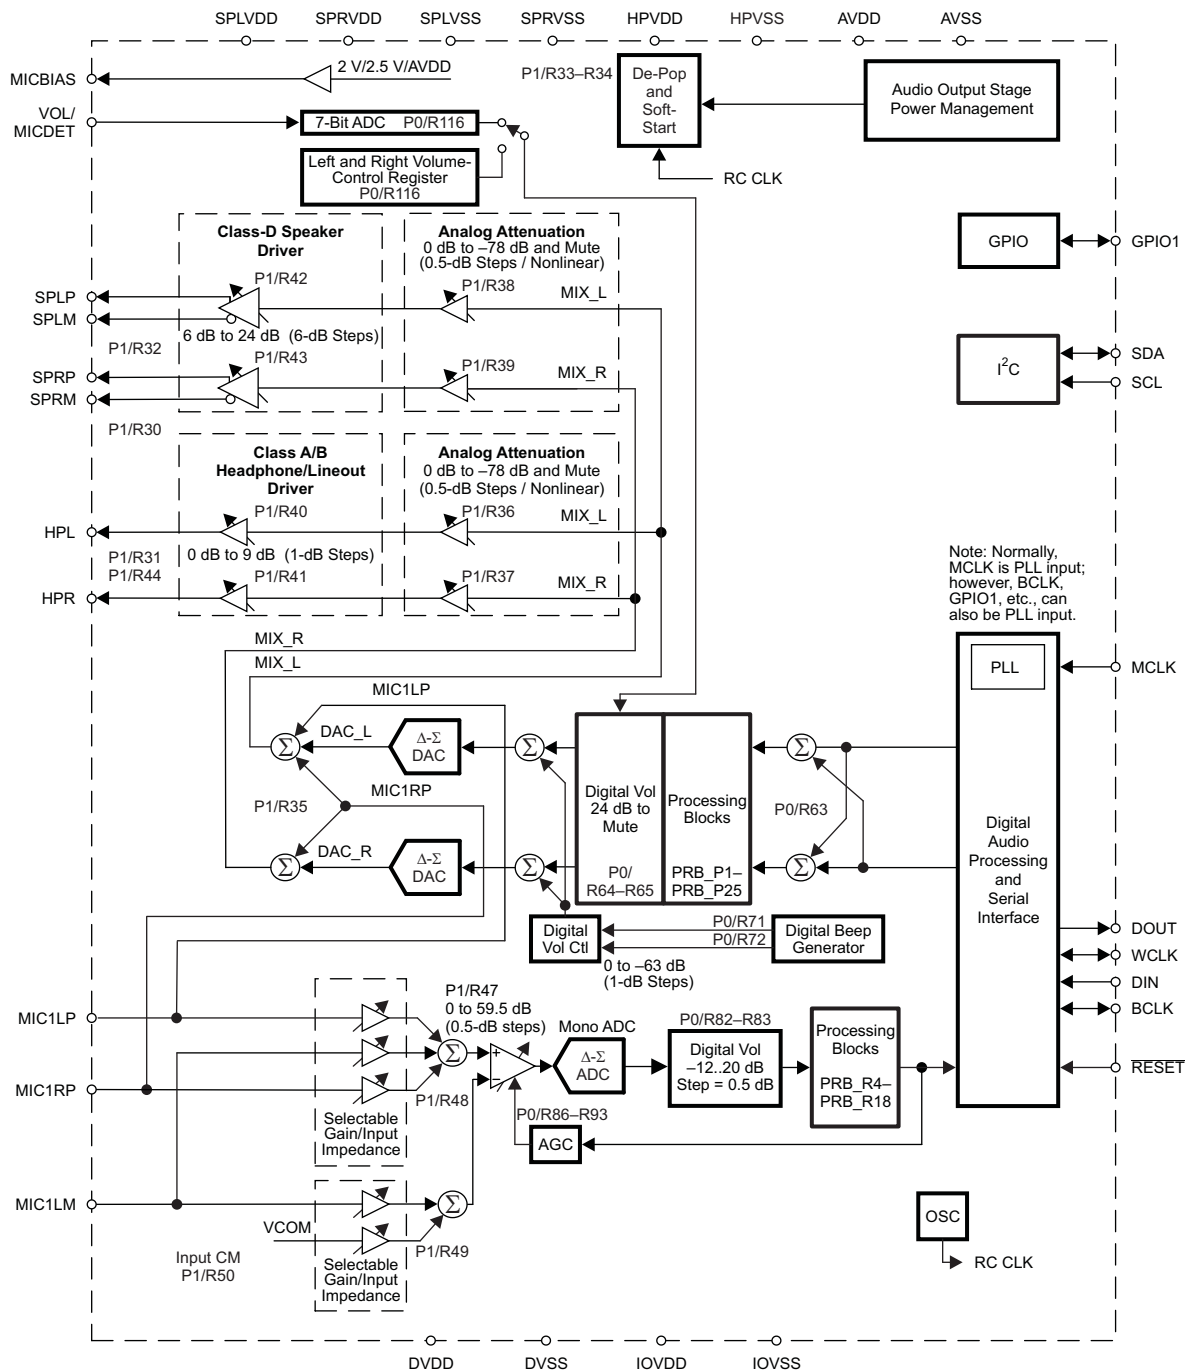 SPLVDD SPRVDD SPLVSS SPRVSS HPVDD HPVSS AVDD AVSS
MICBIAS
2 V/2.5 V/AVDD
P1/R33–R34
De-Pop
and
Soft-
Start
Audio Output Stage
Power Management
VOL/
MICDET
7-Bit ADC P0/R116
Left and Right Volume-
Control Register
P0/R116
RC CLK
Class-D Speaker
Driver
Analog Attenuation
0 dB to –78 dB and Mute
(0.5-dB Steps / Nonlinear)
GPIO
GPIO1
P1/R42
P1/R38
MIX_L
SPLP
SPLM
6 dB to 24 dB (6-dB Steps)
P1/R32
P1/R43
P1/R39
MIX_R
SPRP
SPRM
I2C
SDA
SCL
P1/R30
Class A/B
Headphone/Lineout
Driver
Analog Attenuation
0 dB to –78 dB and Mute
(0.5-dB Steps / Nonlinear)
P1/R40
P1/R36
MIX_L
HPL
0 dB to 9 dB (1-dB Steps)
P1/R31
P1/R44
P1/R41
P1/R37
MIX_R
HPR
Note: Normally,
MCLK is PLL input;
however, BCLK,
GPIO1, etc., can
also be PLL input.
MIX_R
MIX_L
PLL
MCLK
MIC1LP
DAC_L
Σ
Δ-Σ
DAC
Σ
Σ
MIC1RP
P1/R35
Digital Vol
24 dB to
Mute
P0/
R64–R65
Processing
Blocks
PRB_P1–
PRB_P25
P0/R63
Digital
Audio
Processing
and
Serial
Interface
DAC_R
Σ
Δ-Σ
DAC
Σ
Σ
Digital
Vol Ctl
P0/R71
P0/R72
Digital Beep
Generator
0 to –63 dB
(1-dB Steps)
DOUT
WCLK
DIN
BCLK
RESET
MIC1LP
P1/R47
0 to 59.5 dB
(0.5-dB steps)
Mono ADC
P0/R82–R83
Σ
+
−
Δ-Σ
ADC
Digital Vol
–12..20 dB
Step = 0.5 dB
Processing
Blocks
PRB_R4–
PRB_R18
MIC1RP
P1/R48
P0/R86–R93
AGC
Selectable
Gain/Input
Impedance
MIC1LM
Σ
VCOM
P1/R49
Input CM
P1/R50
Selectable
Gain/Input
Impedance
OSC
RC CLK
DVDD DVSS IOVDD IOVSS